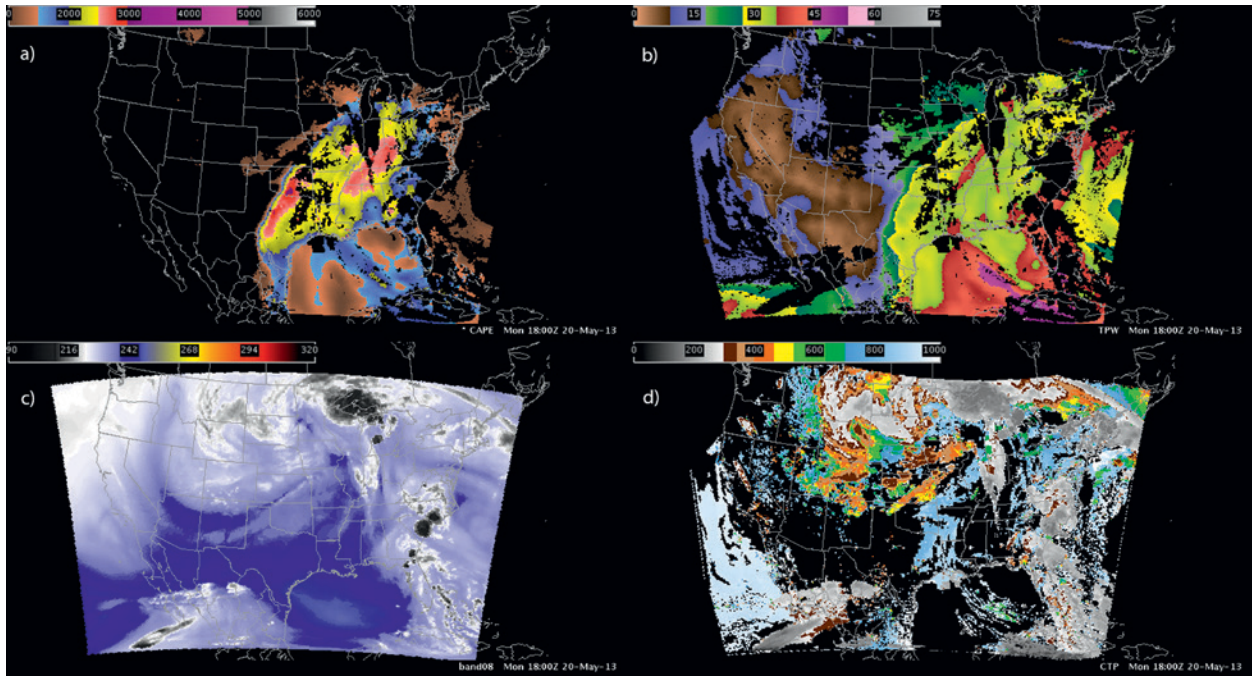 0 2000 3000 4000 5000 6000
a)
* CAPE Mon 18:00Z 20-May-13
0 15 30 45 60 75
b)
TPW Mon 18:00Z 20-May-13
90 216 242 268 294 320
c)
band08 Mon 18:00Z 20-May-13
0 200 400 600 800 1000
d)
CTP Mon 18:00Z 20-May-13